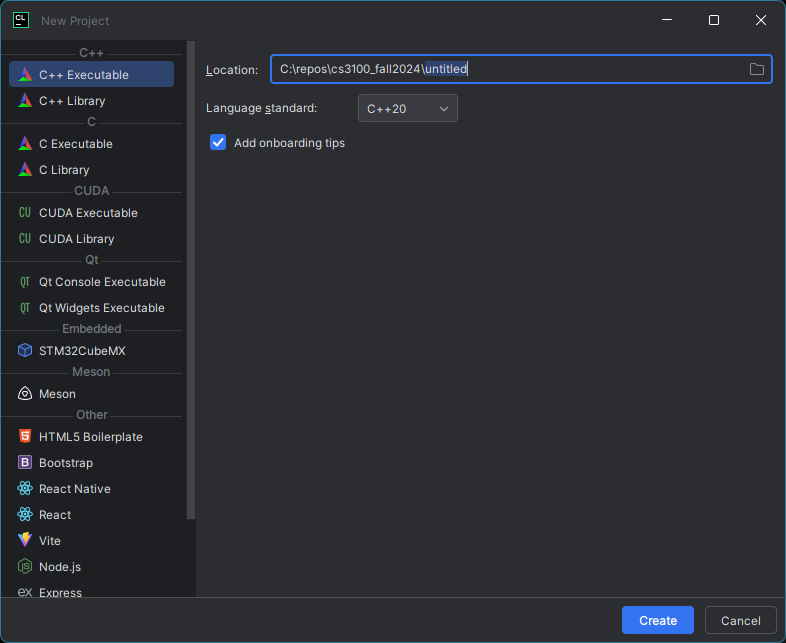 CL
New Project
C++
C++ Executable
C++ Library
C
C Executable
C Library
CUDA
CU CUDA Executable
CU CUDA Library
Qt
QT Qt Console Executable
QT Qt Widgets Executable
Embedded
STM32CubeMX
Meson
Meson
Other
5 HTML5 Boilerplate
B Bootstrap
React Native
React
Vite
Node.js
ex Express
Location: C:\repos\cs3100_fall2024\untitled
Language standard: C++20
Add onboarding tips
Create Cancel